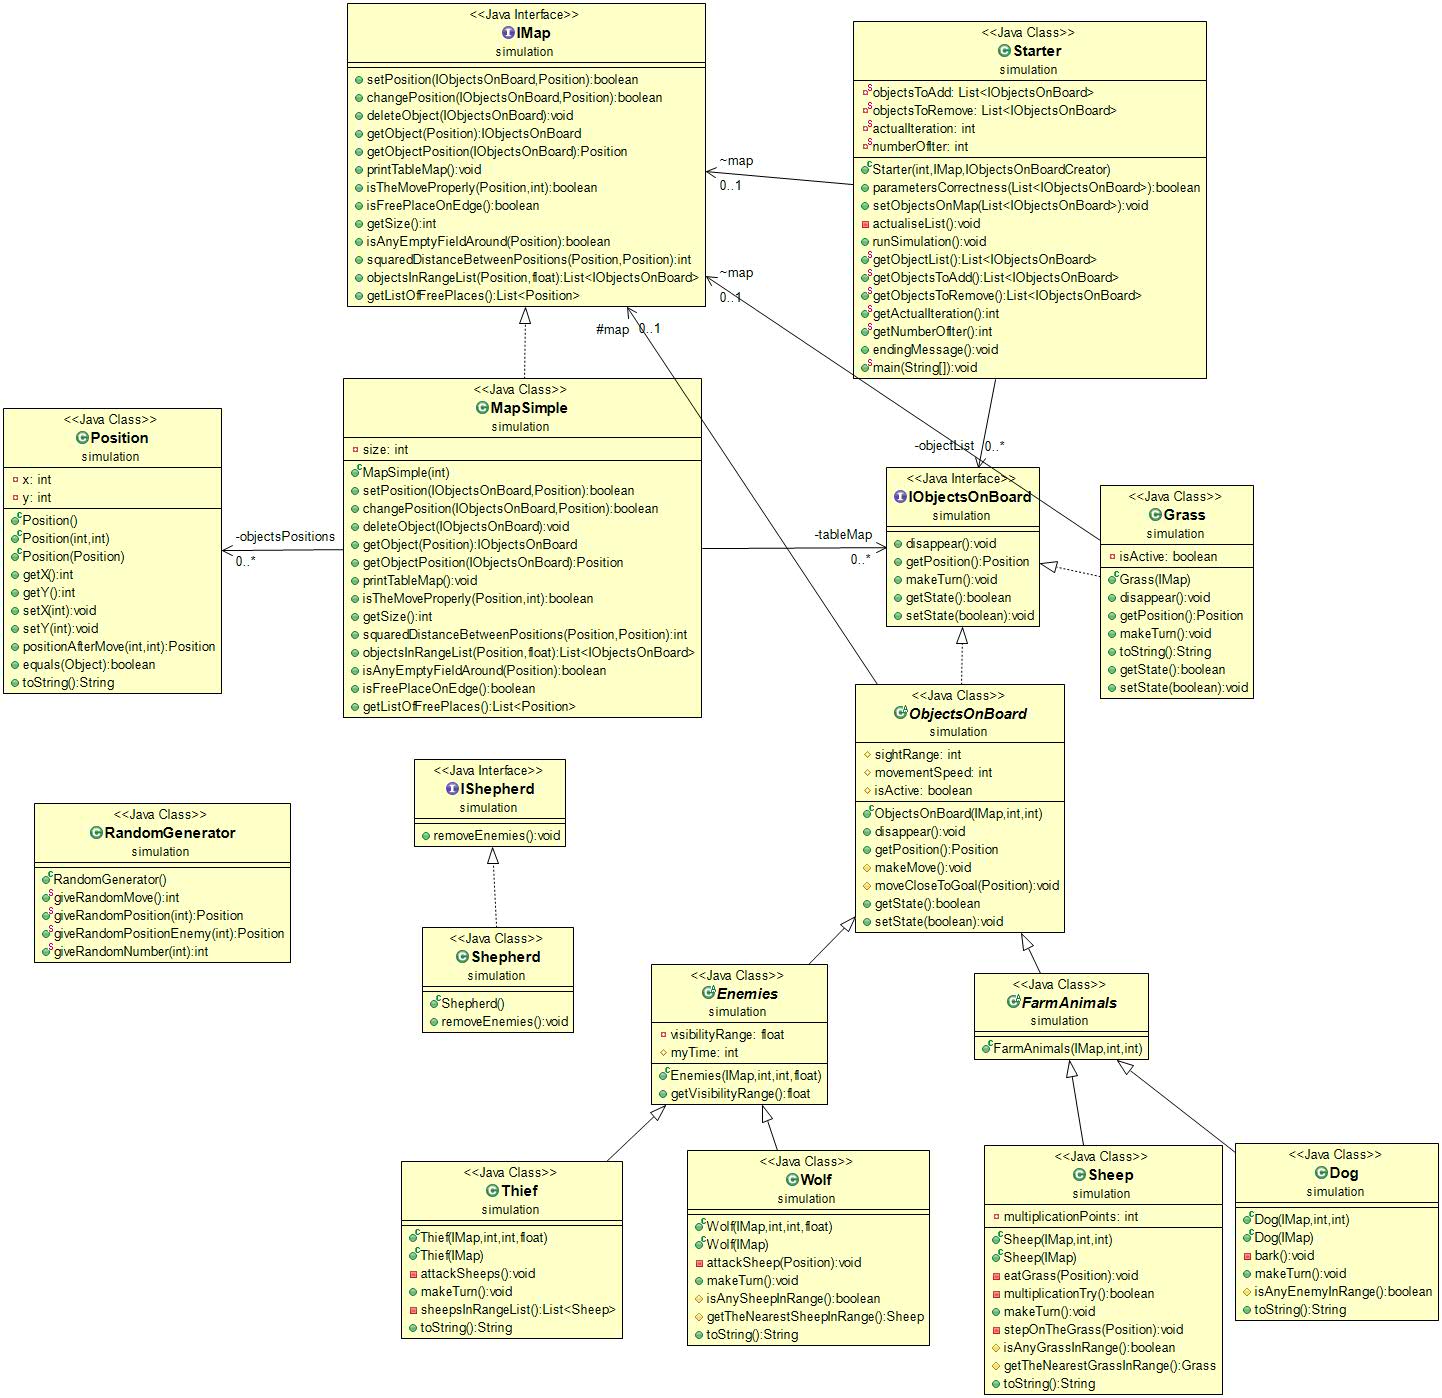 <<Java Interface>>
IMap
simulation
setPosition(IObjectsOnBoard,Position):boolean
changePosition(IObjectsOnBoard,Position):boolean
deleteObject(IObjectsOnBoard):void
getObject(Position):IObjectsOnBoard
getObjectPosition(IObjectsOnBoard):Position
printTableMap():void
isTheMoveProperly(Position,int):boolean
isFreePlaceOnEdge():boolean
getSize():int
isAnyEmptyFieldAround(Position):boolean
squaredDistanceBetweenPositions(Position,Position):int
objectsInRangeList(Position,float):List<IObjectsOnBoard>
getListOfFreePlaces():List<Position>
<<Java Class>>
Starter
simulation
objectsToAdd: List<IObjectsOnBoard>
objectsToRemove: List<IObjectsOnBoard>
actualIteration: int
numberOfIter: int
Starter(int,IMap,IObjectsOnBoardCreator)
parametersCorrectness(List<IObjectsOnBoard>):boolean
setObjectsOnMap(List<IObjectsOnBoard>):void
actualiseList():void
runSimulation():void
getObjectList():List<IObjectsOnBoard>
getObjectsToAdd():List<IObjectsOnBoard>
getObjectsToRemove():List<IObjectsOnBoard>
getActualIteration():int
getNumberOfIter():int
endingMessage():void
main(String[]):void
~map
0..1
~map
0..1
#map 0..1
<<Java Class>>
Position
simulation
x: int
y: int
Position()
Position(int,int)
Position(Position)
getX():int
getY():int
setX(int):void
setY(int):void
positionAfterMove(int,int):Position
equals(Object):boolean
toString():String
-objectsPositions
0..*
<<Java Class>>
MapSimple
simulation
size: int
MapSimple(int)
setPosition(IObjectsOnBoard,Position):boolean
changePosition(IObjectsOnBoard,Position):boolean
deleteObject(IObjectsOnBoard):void
getObject(Position):IObjectsOnBoard
getObjectPosition(IObjectsOnBoard):Position
printTableMap():void
isTheMoveProperly(Position,int):boolean
getSize():int
squaredDistanceBetweenPositions(Position,Position):int
objectsInRangeList(Position,float):List<IObjectsOnBoard>
isAnyEmptyFieldAround(Position):boolean
isFreePlaceOnEdge():boolean
getListOfFreePlaces():List<Position>
-tableMap
0..*
-objectList 0..*
<<Java Interface>>
IObjectsOnBoard
simulation
disappear():void
getPosition():Position
makeTurn():void
getState():boolean
setState(boolean):void
<<Java Class>>
Grass
simulation
isActive: boolean
Grass(IMap)
disappear():void
getPosition():Position
makeTurn():void
toString():String
getState():boolean
setState(boolean):void
<<Java Class>>
ObjectsOnBoard
simulation
sightRange: int
movementSpeed: int
isActive: boolean
ObjectsOnBoard(IMap,int,int)
disappear():void
getPosition():Position
makeMove():void
moveCloseToGoal(Position):void
getState():boolean
setState(boolean):void
<<Java Interface>>
IShepherd
simulation
removeEnemies():void
<<Java Class>>
RandomGenerator
simulation
RandomGenerator()
giveRandomMove():int
giveRandomPosition(int):Position
giveRandomPositionEnemy(int):Position
giveRandomNumber(int):int
<<Java Class>>
Shepherd
simulation
Shepherd()
removeEnemies():void
<<Java Class>>
Enemies
simulation
visibilityRange: float
myTime: int
Enemies(IMap,int,int,float)
getVisibilityRange():float
<<Java Class>>
FarmAnimals
simulation
FarmAnimals(IMap,int,int)
<<Java Class>>
Thief
simulation
Thief(IMap,int,int,float)
Thief(IMap)
attackSheeps():void
makeTurn():void
sheepsInRangeList():List<Sheep>
toString():String
<<Java Class>>
Wolf
simulation
Wolf(IMap,int,int,float)
Wolf(IMap)
attackSheep(Position):void
makeTurn():void
isAnySheepInRange():boolean
getTheNearestSheepInRange():Sheep
toString():String
<<Java Class>>
Sheep
simulation
multiplicationPoints: int
Sheep(IMap,int,int)
Sheep(IMap)
eatGrass(Position):void
multiplicationTry():boolean
makeTurn():void
stepOnTheGrass(Position):void
isAnyGrassInRange():boolean
getTheNearestGrassInRange():Grass
toString():String
<<Java Class>>
Dog
simulation
Dog(IMap,int,int)
Dog(IMap)
bark():void
makeTurn():void
isAnyEnemyInRange():boolean
toString():String